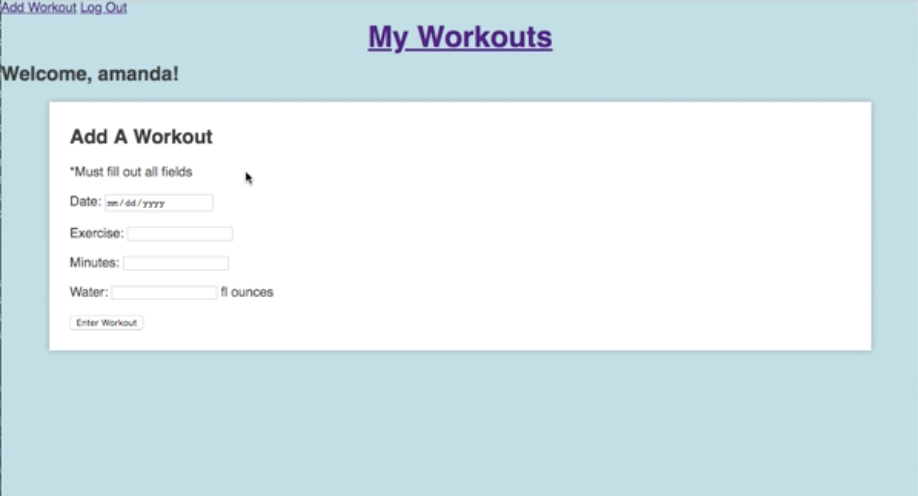 Add Workout Log Out
My Workouts
Welcome, amanda!
Add A Workout
*Must fill out all fields
Date: mm/dd/yyyy
Exercise:
Minutes:
Water: fl ounces
Enter Workout